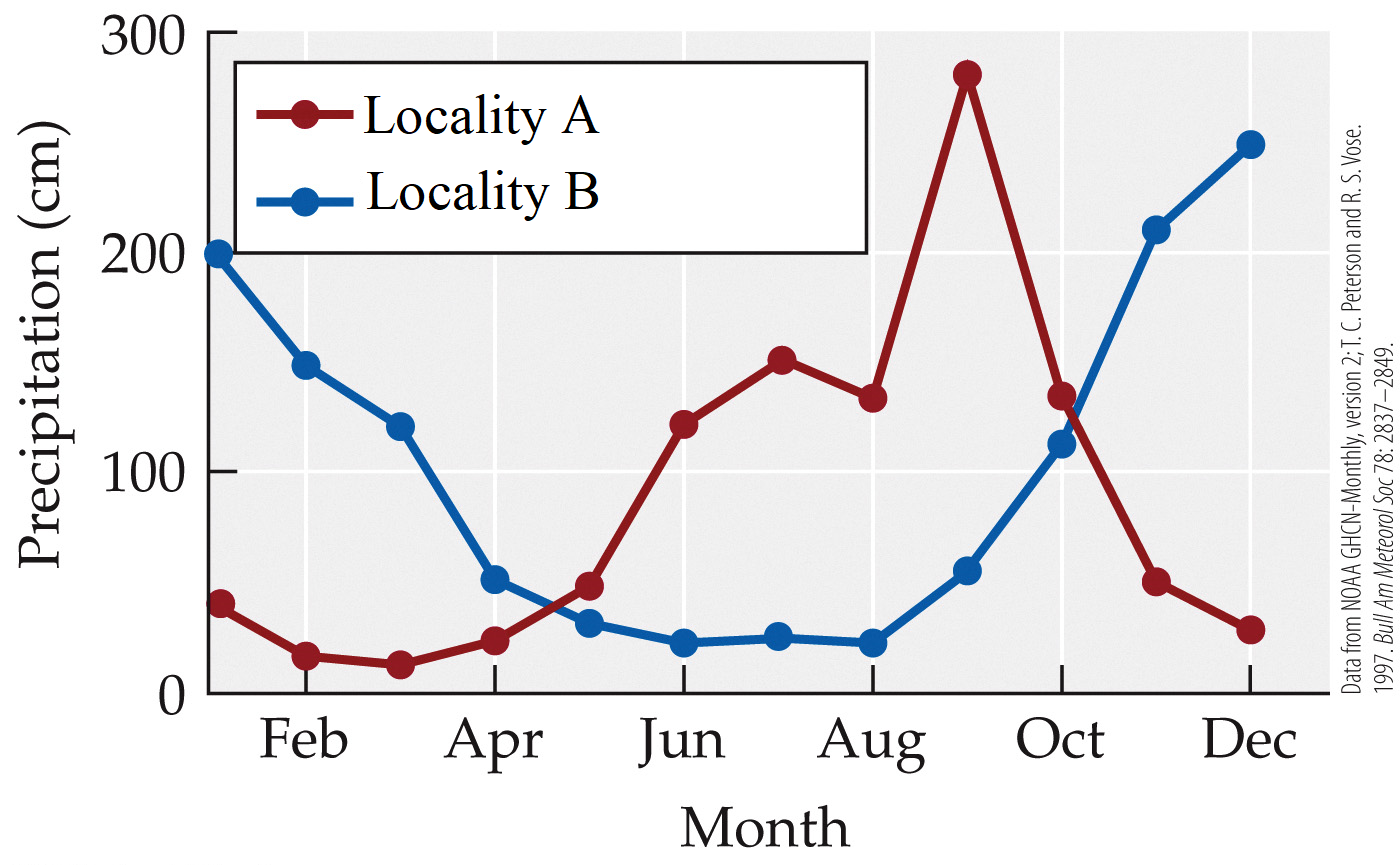 300
200
100
0
Precipitation (cm)
Locality A
Locality B
Feb Apr Jun Aug Oct Dec
Month
Data from NOAA GHCN-Monthly, version 2; T. C. Peterson and R. S. Vose.
1997. Bull Am Meteorol Soc 78: 2837–2849.